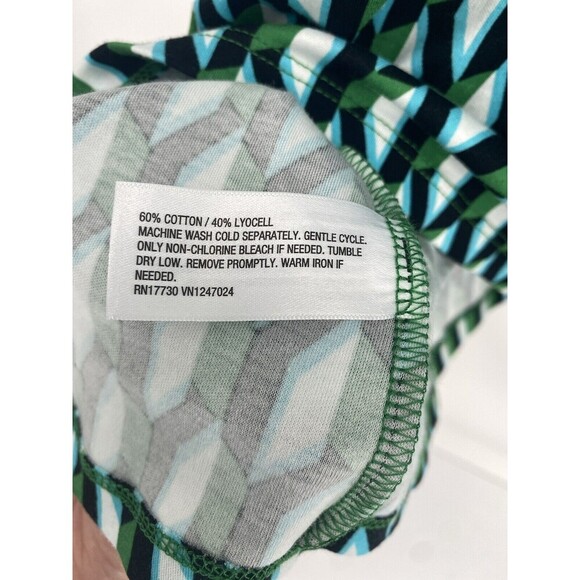 60% COTTON / 40% LYOCELL
MACHINE WASH COLD SEPARATELY. GENTLE CYCLE.
ONLY NON-CHLORINE BLEACH IF NEEDED. TUMBLE
DRY LOW. REMOVE PROMPTLY. WARM IRON IF
NEEDED.
RN17730 VN1247024